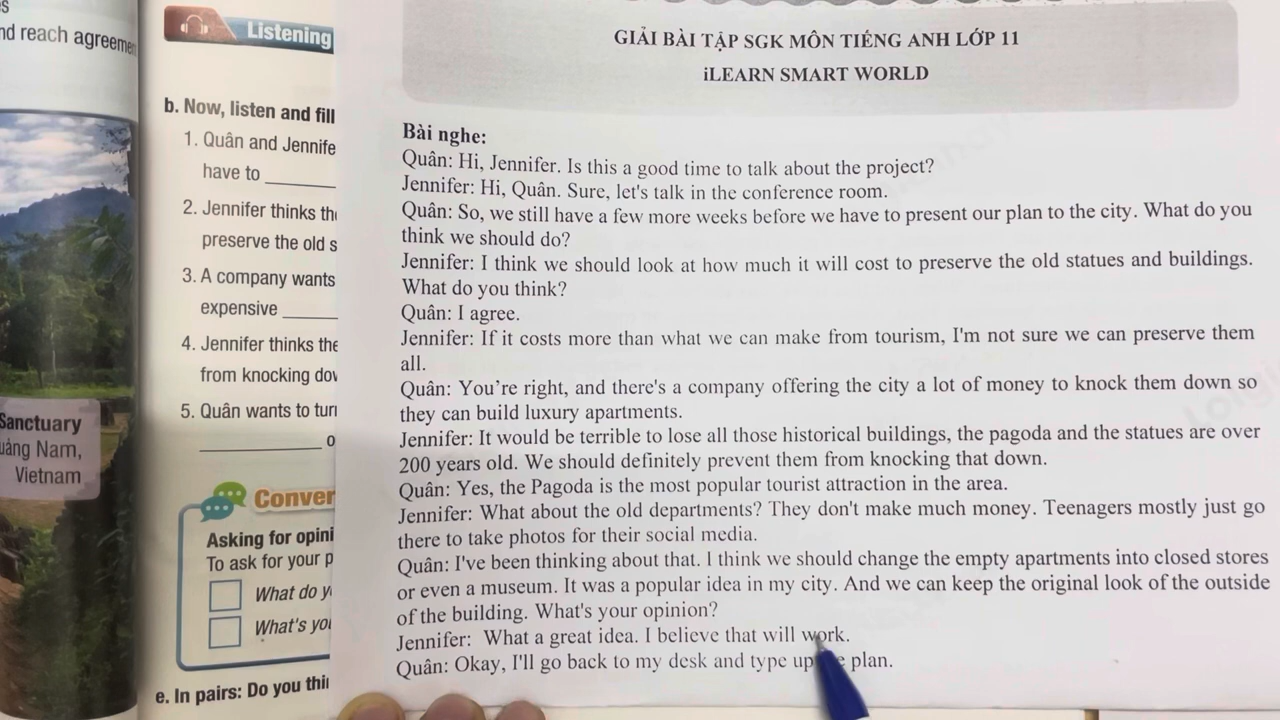 s
nd reach agreemen
Sanctuary
uảng Nam,
Vietnam
Listening
b. Now, listen and fill
1. Quân and Jennife
have to
2. Jennifer thinks the
preserve the old s
3. A company wants
expensive
4. Jennifer thinks the
from knocking dow
5. Quân wants to turn
o
Conver
Asking for opini
To ask for your p
What do y
What's you
e. In pairs: Do you thin
GIẢI BÀI TẬP SGK MÔN TIẾNG ANH LỚP 11
iLEARN SMART WORLD
Bài nghe:
Quân: Hi, Jennifer. Is this a good time to talk about the project?
Jennifer: Hi, Quân. Sure, let's talk in the conference room.
Quân: So, we still have a few more weeks before we have to present our plan to the city. What do you
think we should do?
Jennifer: I think we should look at how much it will cost to preserve the old statues and buildings.
What do you think?
Quân: I agree.
Jennifer: If it costs more than what we can make from tourism, I'm not sure we can preserve them
all.
Quân: You're right, and there's a company offering the city a lot of money to knock them down so
they can build luxury apartments.
Jennifer: It would be terrible to lose all those historical buildings, the pagoda and the statues are over
200 years old. We should definitely prevent them from knocking that down.
Quân: Yes, the Pagoda is the most popular tourist attraction in the area.
Jennifer: What about the old departments? They don't make much money. Teenagers mostly just go
there to take photos for their social media.
Quân: I've been thinking about that. I think we should change the empty apartments into closed stores
or even a museum. It was a popular idea in my city. And we can keep the original look of the outside
of the building. What's your opinion?
Jennifer: What a great idea. I believe that will work.
Quân: Okay, I'll go back to my desk and type up plan.